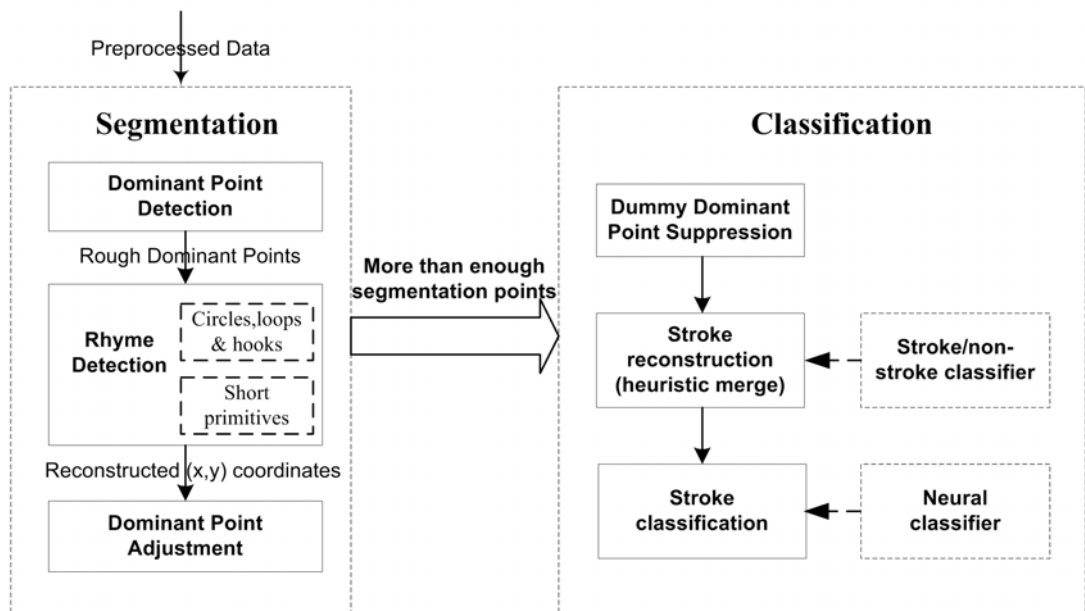 Preprocessed Data
Segmentation
Dominant Point
Detection
Rough Dominant Points
Rhyme
Detection
Circles,loops
& hooks
Short
primitives
Reconstructed (x,y) coordinates
Dominant Point
Adjustment
More than enough
segmentation points
Classification
Dummy Dominant
Point Suppression
Stroke
reconstruction
(heuristic merge)
Stroke/non-
stroke classifier
Stroke
classification
Neural
classifier